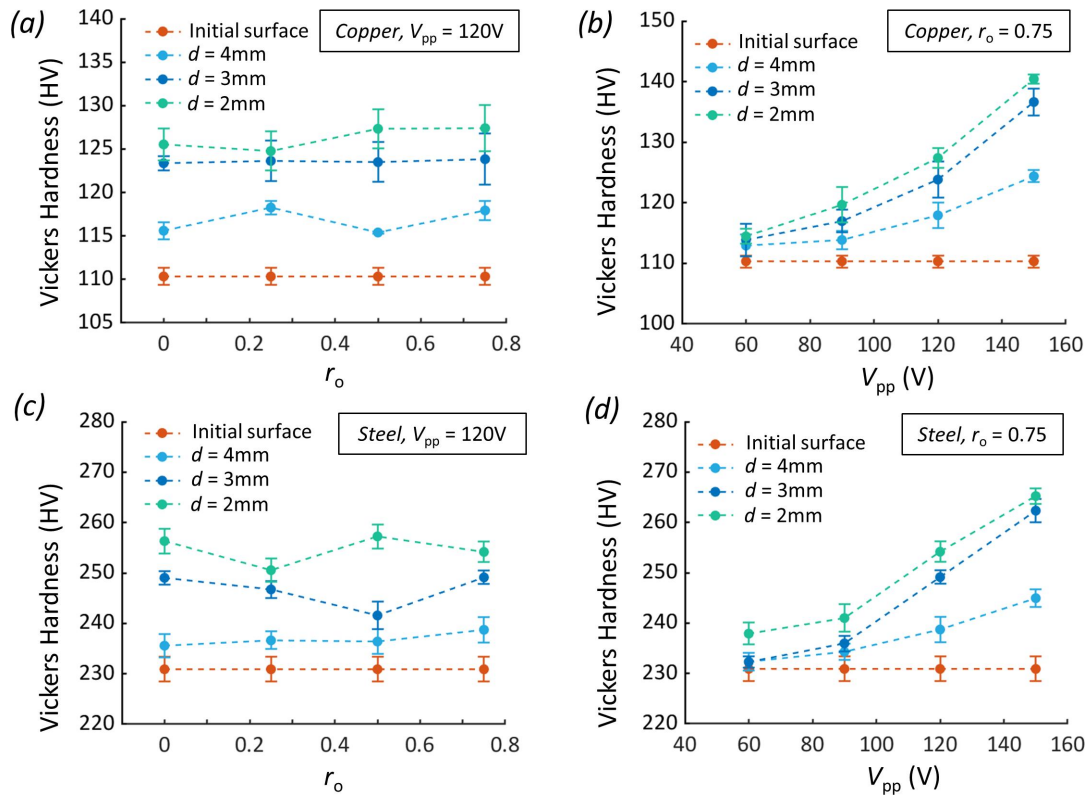 (a)
Copper, Vpp = 120V
Initial surface
d = 4mm
d = 3mm
d = 2mm
Vickers Hardness (HV)
140
135
130
125
120
115
110
105
0
0.2
0.4
0.6
0.8
ro
(b)
Copper, ro = 0.75
Initial surface
d = 4mm
d = 3mm
d = 2mm
Vickers Hardness (HV)
150
140
130
120
110
100
40
60
80
100
120
140
160
Vpp (V)
(c)
Steel, Vpp = 120V
Initial surface
d = 4mm
d = 3mm
d = 2mm
Vickers Hardness (HV)
280
270
260
250
240
230
220
0
0.2
0.4
0.6
0.8
ro
(d)
Steel, ro = 0.75
Initial surface
d = 4mm
d = 3mm
d = 2mm
Vickers Hardness (HV)
280
270
260
250
240
230
220
40
60
80
100
120
140
160
Vpp (V)